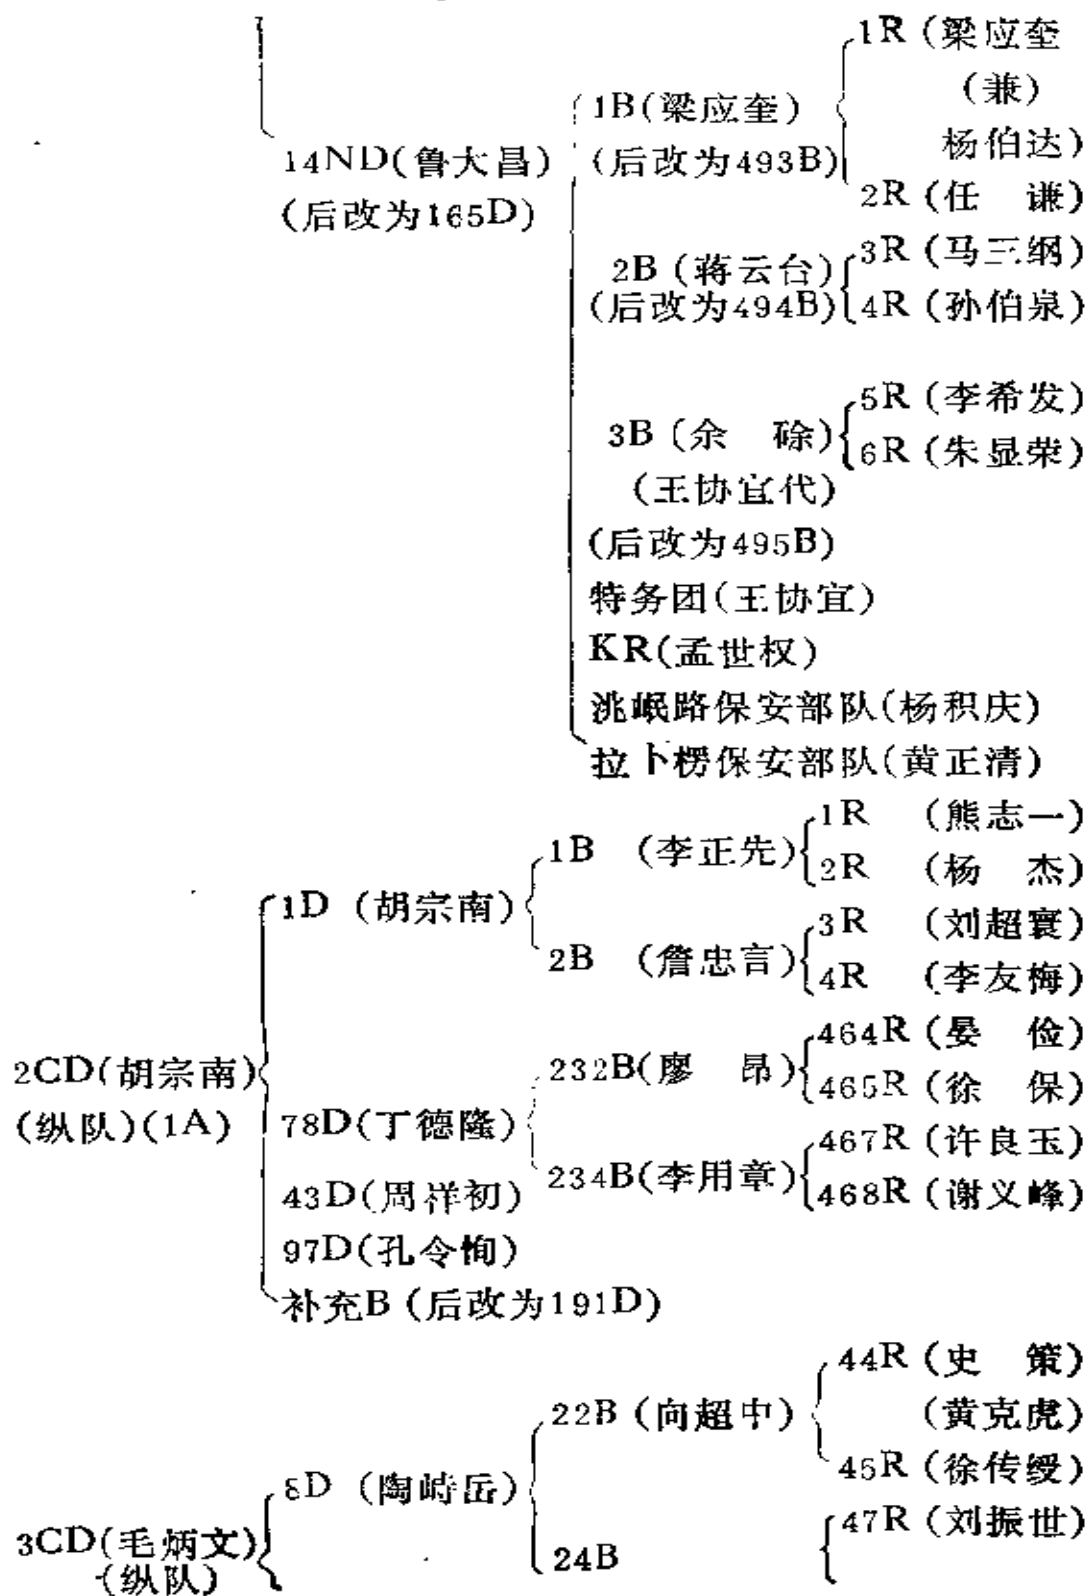 1R (梁应奎
(兼)
1B(梁应奎)
杨伯达)
14ND(鲁大昌)
(后改为493B)
2R (任 谦)
(后改为165D)
3R (马三纲)
2B (蒋云台)
(后改为494B)
4R (孙伯泉)
5R (李希发)
3B (余 䃎)
6R (朱显荣)
(王协宜代)
(后改为495B)
特务团(王协宜)
KR(孟世权)
洮岷路保安部队(杨积庆)
拉卜楞保安部队(黄正清)
1R (熊志一)
1B (李正先)
2R (杨 杰)
1D (胡宗南)
3R (刘超寰)
2B (詹忠言)
4R (李友梅)
464R (晏 俭)
2CD(胡宗南)
232B(廖 昂)
465R (徐 保)
(纵队)(1A)
78D(丁德隆)
467R (许良玉)
234B(李用章)
468R (谢义峰)
43D(周祥初)
97D(孔令恂)
补充B (后改为191D)
44R (史 策)
22B (向超中)
(黄克虎)
45R (徐传绶)
8D (陶峙岳)
47R (刘振世)
3CD(毛炳文)
24B
(纵队)